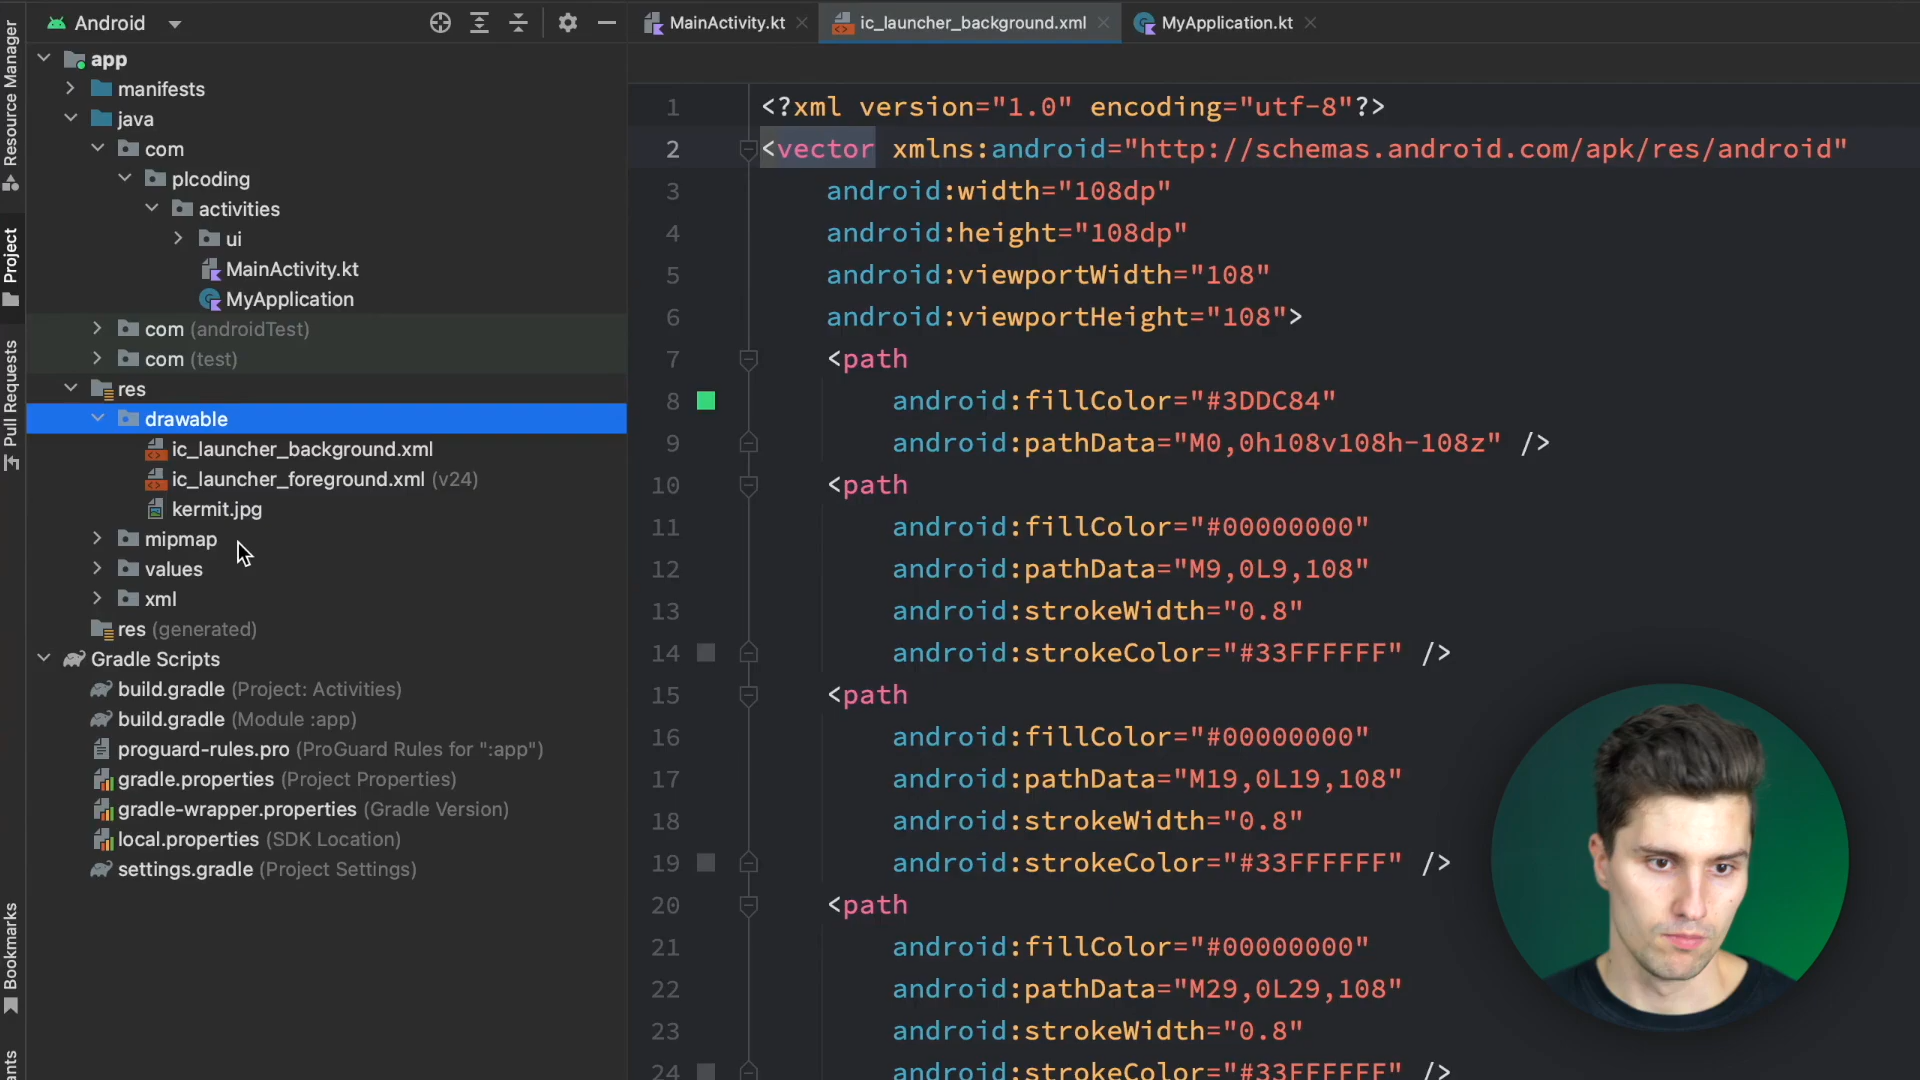 Android
MainActivity.kt
ic_launcher_background.xml
MyApplication.kt
Resource Manager
Project
Pull Requests
Bookmarks
app
manifests
java
com
plcoding
activities
ui
MainActivity.kt
MyApplication
com (androidTest)
com (test)
res
drawable
ic_launcher_background.xml
ic_launcher_foreground.xml (v24)
kermit.jpg
mipmap
values
xml
res (generated)
Gradle Scripts
build.gradle (Project: Activities)
build.gradle (Module :app)
proguard-rules.pro (ProGuard Rules for ":app")
gradle.properties (Project Properties)
gradle-wrapper.properties (Gradle Version)
local.properties (SDK Location)
settings.gradle (Project Settings)
1 <?xml version="1.0" encoding="utf-8"?>
2 <vector xmlns:android="http://schemas.android.com/apk/res/android"
3 android:width="108dp"
4 android:height="108dp"
5 android:viewportWidth="108"
6 android:viewportHeight="108">
7 <path
8 android:fillColor="#3DDC84"
9 android:pathData="M0,0h108v108h-108z" />
10 <path
11 android:fillColor="#00000000"
12 android:pathData="M9,0L9,108"
13 android:strokeWidth="0.8"
14 android:strokeColor="#33FFFFFF" />
15 <path
16 android:fillColor="#00000000"
17 android:pathData="M19,0L19,108"
18 android:strokeWidth="0.8"
19 android:strokeColor="#33FFFFFF" />
20 <path
21 android:fillColor="#00000000"
22 android:pathData="M29,0L29,108"
23 android:strokeWidth="0.8"
24 android:strokeColor="#33FFFFFF" />